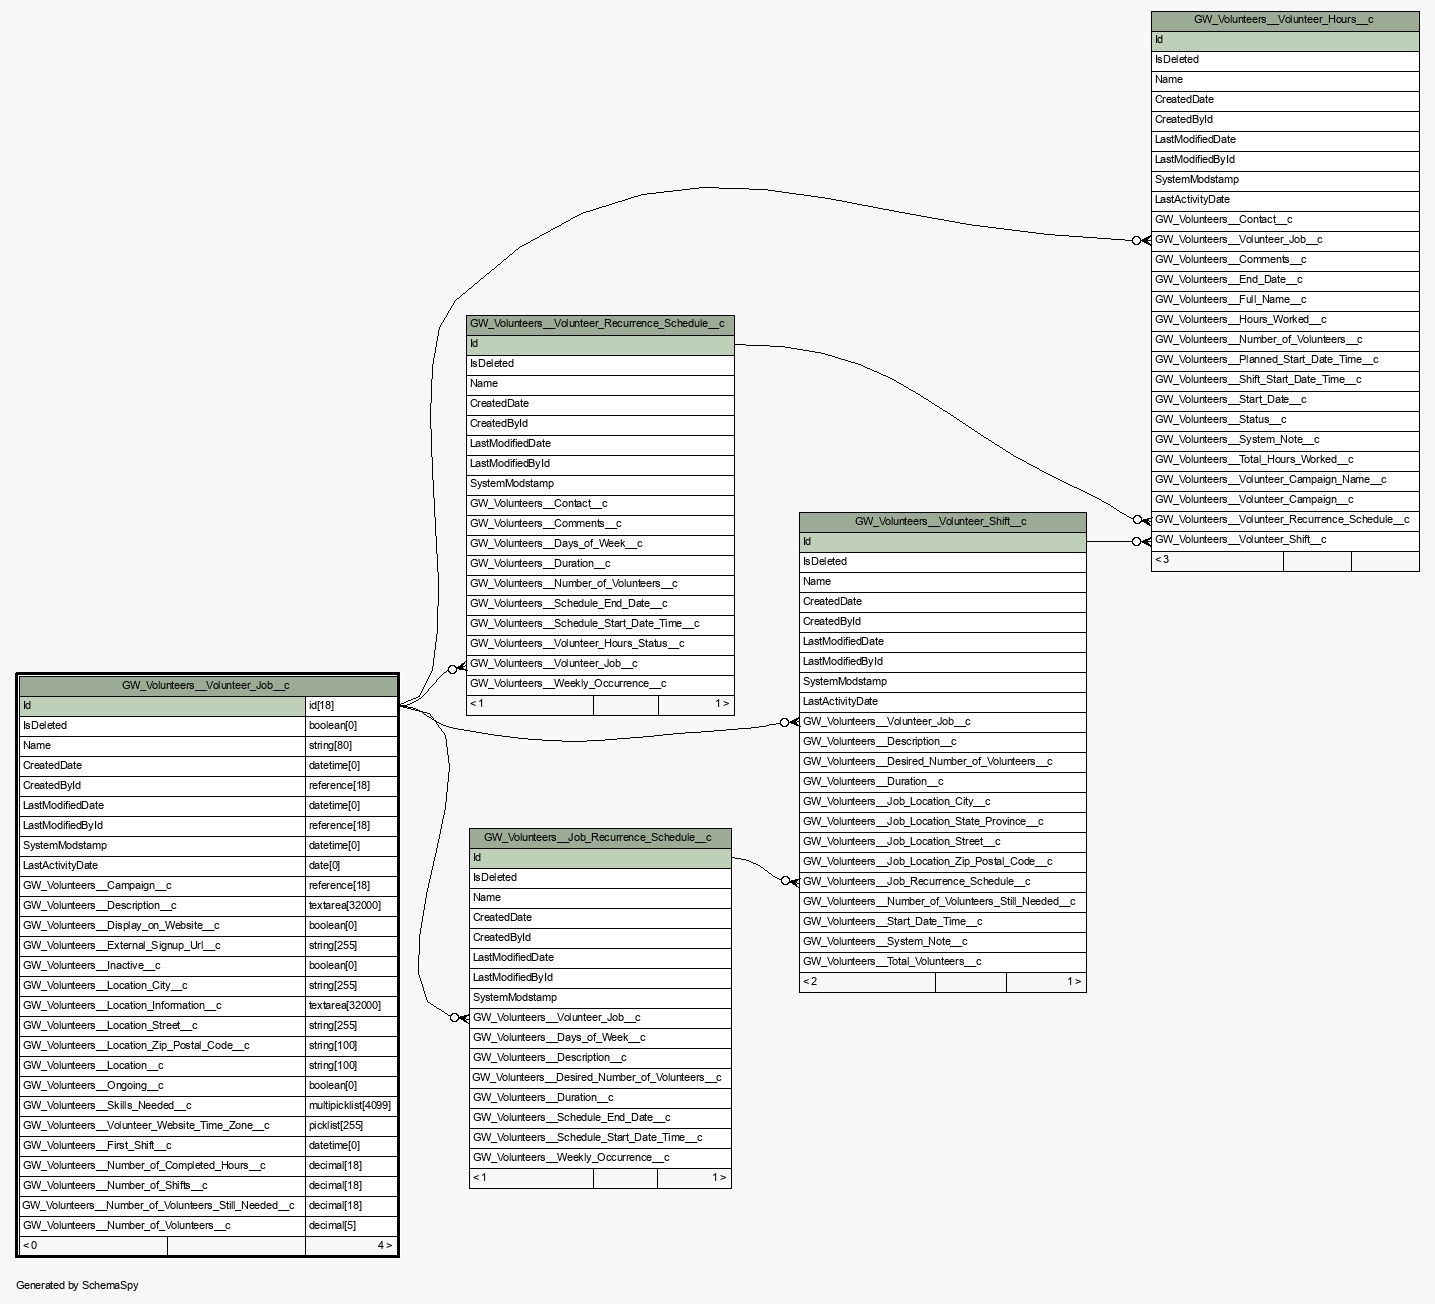 GW_Volunteers__Volunteer_Hours__c
Id
IsDeleted
Name
CreatedDate
CreatedById
LastModifiedDate
LastModifiedById
SystemModstamp
LastActivityDate
GW_Volunteers__Contact__c
GW_Volunteers__Volunteer_Job__c
GW_Volunteers__Comments__c
GW_Volunteers__End_Date__c
GW_Volunteers__Full_Name__c
GW_Volunteers__Hours_Worked__c
GW_Volunteers__Number_of_Volunteers__c
GW_Volunteers__Planned_Start_Date_Time__c
GW_Volunteers__Shift_Start_Date_Time__c
GW_Volunteers__Start_Date__c
GW_Volunteers__Status__c
GW_Volunteers__System_Note__c
GW_Volunteers__Total_Hours_Worked__c
GW_Volunteers__Volunteer_Campaign_Name__c
GW_Volunteers__Volunteer_Campaign__c
GW_Volunteers__Volunteer_Recurrence_Schedule__c
GW_Volunteers__Volunteer_Shift__c
< 3
GW_Volunteers__Volunteer_Recurrence_Schedule__c
Id
IsDeleted
Name
CreatedDate
CreatedById
LastModifiedDate
LastModifiedById
SystemModstamp
GW_Volunteers__Contact__c
GW_Volunteers__Comments__c
GW_Volunteers__Days_of_Week__c
GW_Volunteers__Duration__c
GW_Volunteers__Number_of_Volunteers__c
GW_Volunteers__Schedule_End_Date__c
GW_Volunteers__Schedule_Start_Date_Time__c
GW_Volunteers__Volunteer_Hours_Status__c
GW_Volunteers__Volunteer_Job__c
GW_Volunteers__Weekly_Occurrence__c
< 1 1 >
GW_Volunteers__Volunteer_Shift__c
Id
IsDeleted
Name
CreatedDate
CreatedById
LastModifiedDate
LastModifiedById
SystemModstamp
LastActivityDate
GW_Volunteers__Volunteer_Job__c
GW_Volunteers__Description__c
GW_Volunteers__Desired_Number_of_Volunteers__c
GW_Volunteers__Duration__c
GW_Volunteers__Job_Location_City__c
GW_Volunteers__Job_Location_State_Province__c
GW_Volunteers__Job_Location_Street__c
GW_Volunteers__Job_Location_Zip_Postal_Code__c
GW_Volunteers__Job_Recurrence_Schedule__c
GW_Volunteers__Number_of_Volunteers_Still_Needed__c
GW_Volunteers__Start_Date_Time__c
GW_Volunteers__System_Note__c
GW_Volunteers__Total_Volunteers__c
< 2 1 >
GW_Volunteers__Volunteer_Job__c
Id id[18]
IsDeleted boolean[0]
Name string[80]
CreatedDate datetime[0]
CreatedById reference[18]
LastModifiedDate datetime[0]
LastModifiedById reference[18]
SystemModstamp datetime[0]
LastActivityDate date[0]
GW_Volunteers__Campaign__c reference[18]
GW_Volunteers__Description__c textarea[32000]
GW_Volunteers__Display_on_Website__c boolean[0]
GW_Volunteers__External_Signup_Url__c string[255]
GW_Volunteers__Inactive__c boolean[0]
GW_Volunteers__Location_City__c string[255]
GW_Volunteers__Location_Information__c textarea[32000]
GW_Volunteers__Location_Street__c string[255]
GW_Volunteers__Location_Zip_Postal_Code__c string[100]
GW_Volunteers__Location__c string[100]
GW_Volunteers__Ongoing__c boolean[0]
GW_Volunteers__Skills_Needed__c multipicklist[4099]
GW_Volunteers__Volunteer_Website_Time_Zone__c picklist[255]
GW_Volunteers__First_Shift__c datetime[0]
GW_Volunteers__Number_of_Completed_Hours__c decimal[18]
GW_Volunteers__Number_of_Shifts__c decimal[18]
GW_Volunteers__Number_of_Volunteers_Still_Needed__c decimal[18]
GW_Volunteers__Number_of_Volunteers__c decimal[5]
< 0 4 >
GW_Volunteers__Job_Recurrence_Schedule__c
Id
IsDeleted
Name
CreatedDate
CreatedById
LastModifiedDate
LastModifiedById
SystemModstamp
GW_Volunteers__Volunteer_Job__c
GW_Volunteers__Days_of_Week__c
GW_Volunteers__Description__c
GW_Volunteers__Desired_Number_of_Volunteers__c
GW_Volunteers__Duration__c
GW_Volunteers__Schedule_End_Date__c
GW_Volunteers__Schedule_Start_Date_Time__c
GW_Volunteers__Weekly_Occurrence__c
< 1 1 >
Generated by SchemaSpy